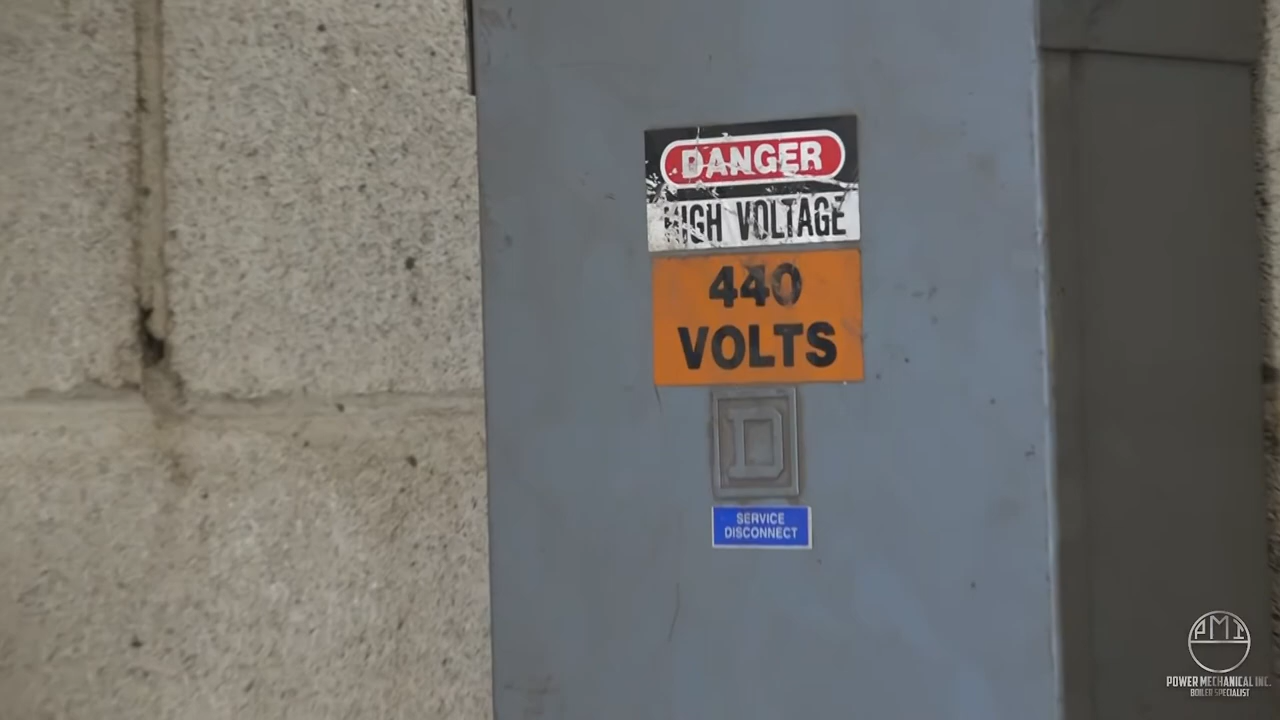 DANGER
HIGH VOLTAGE
440
VOLTS
D
SERVICE
DISCONNECT
PMI
POWER MECHANICAL INC.
BOILER SPECIALIST